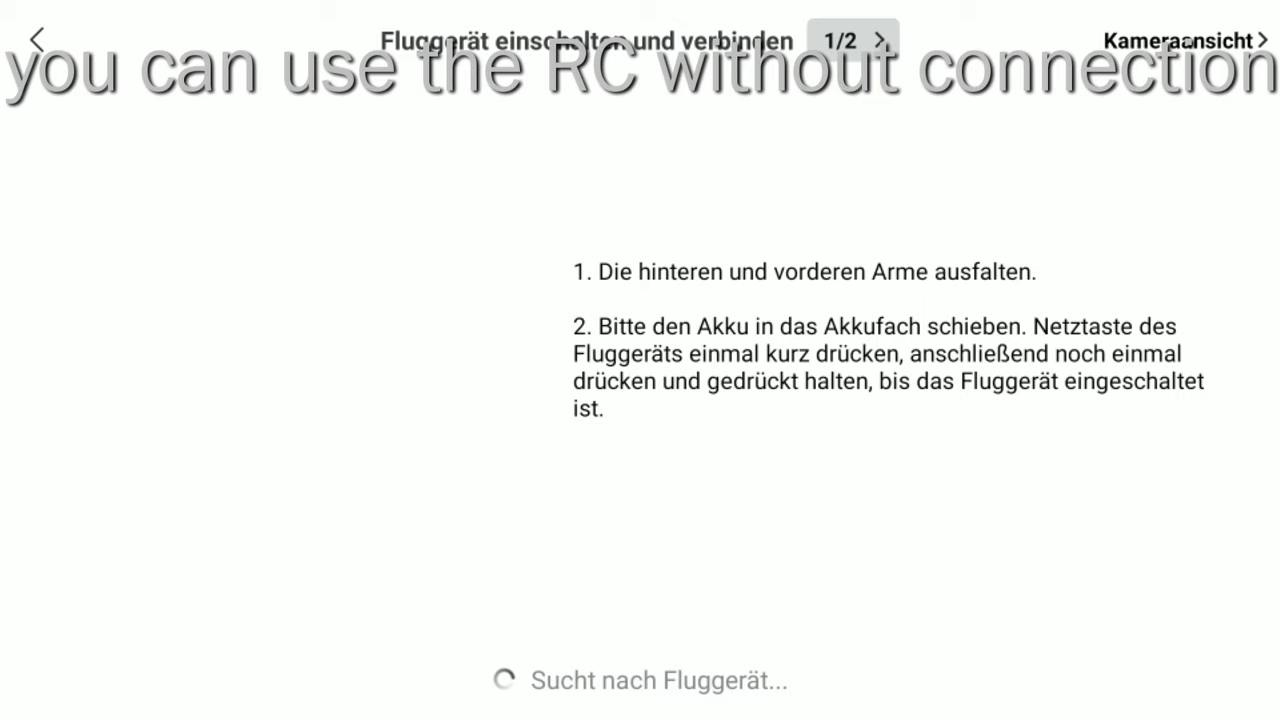 Fluggerät einschalten und verbinden 1/2 Kameraansicht
you can use the RC without connection
1. Die hinteren und vorderen Arme ausfalten.
2. Bitte den Akku in das Akkufach schieben. Netztaste des
Fluggeräts einmal kurz drücken, anschließend noch einmal
drücken und gedrückt halten, bis das Fluggerät eingeschaltet
ist.
Sucht nach Fluggerät...